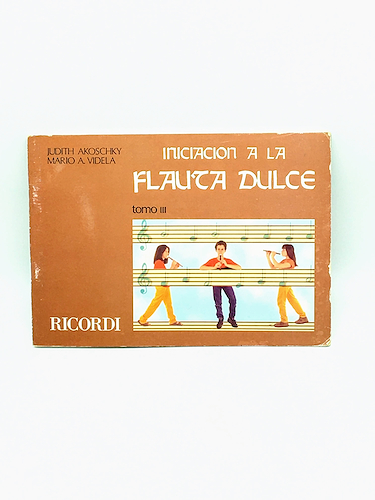 JUDITH AKOSCHKY
MARIO A. VIDELA
INICIACION A LA
FLAUTA DULCE
tomo III
RICORDI